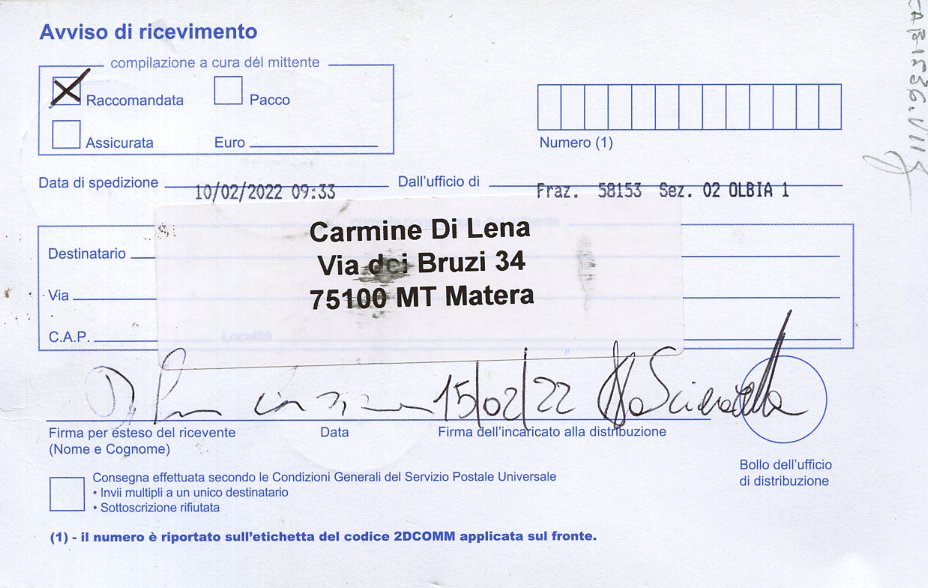 Avviso di ricevimento
compilazione a cura del mittente
Raccomandata Pacco
Assicurata Euro
Numero (1)
Data di spedizione 10/02/2022 09:33 Dall'ufficio di Fraz. 58153 Sez. 02 OLBIA 1
Carmine Di Lena
Destinatario
Via dei Bruzi 34
Via
75100 MT Matera
C.A.P. Località
15/02/22
Firma per esteso del ricevente Data Firma dell'incaricato alla distribuzione
(Nome e Cognome)
Bollo dell'ufficio
di distribuzione
Consegna effettuata secondo le Condizioni Generali del Servizio Postale Universale
• Invii multipli a un unico destinatario
• Sottoscrizione rifiutata
(1) - il numero è riportato sull'etichetta del codice 2DCOMM applicata sul fronte.